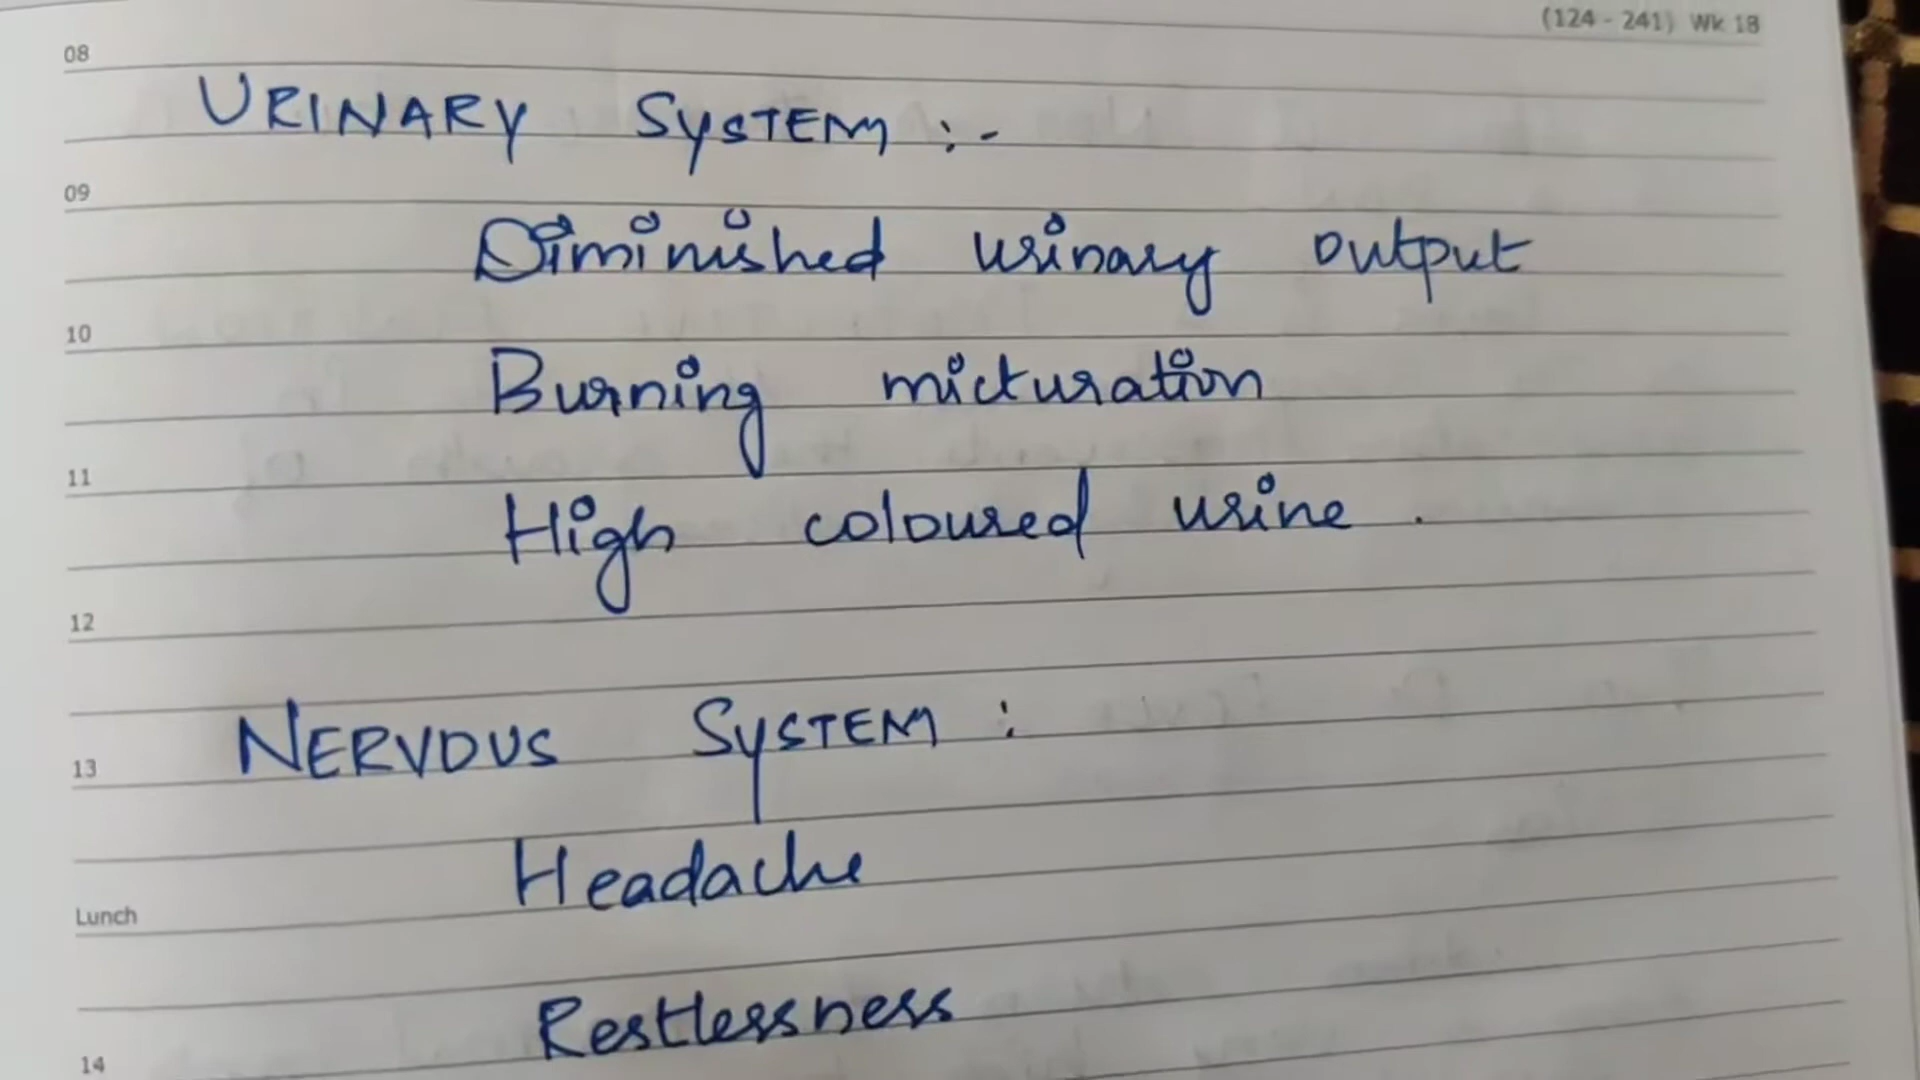 (124 - 241) Wk 18
08
URINARY SYSTEM :-
09
Diminished urinary output
10
Burning micturation
11
High coloured urine .
12
NERVOUS SYSTEM :
13
Headache
Lunch
Restlessness
14